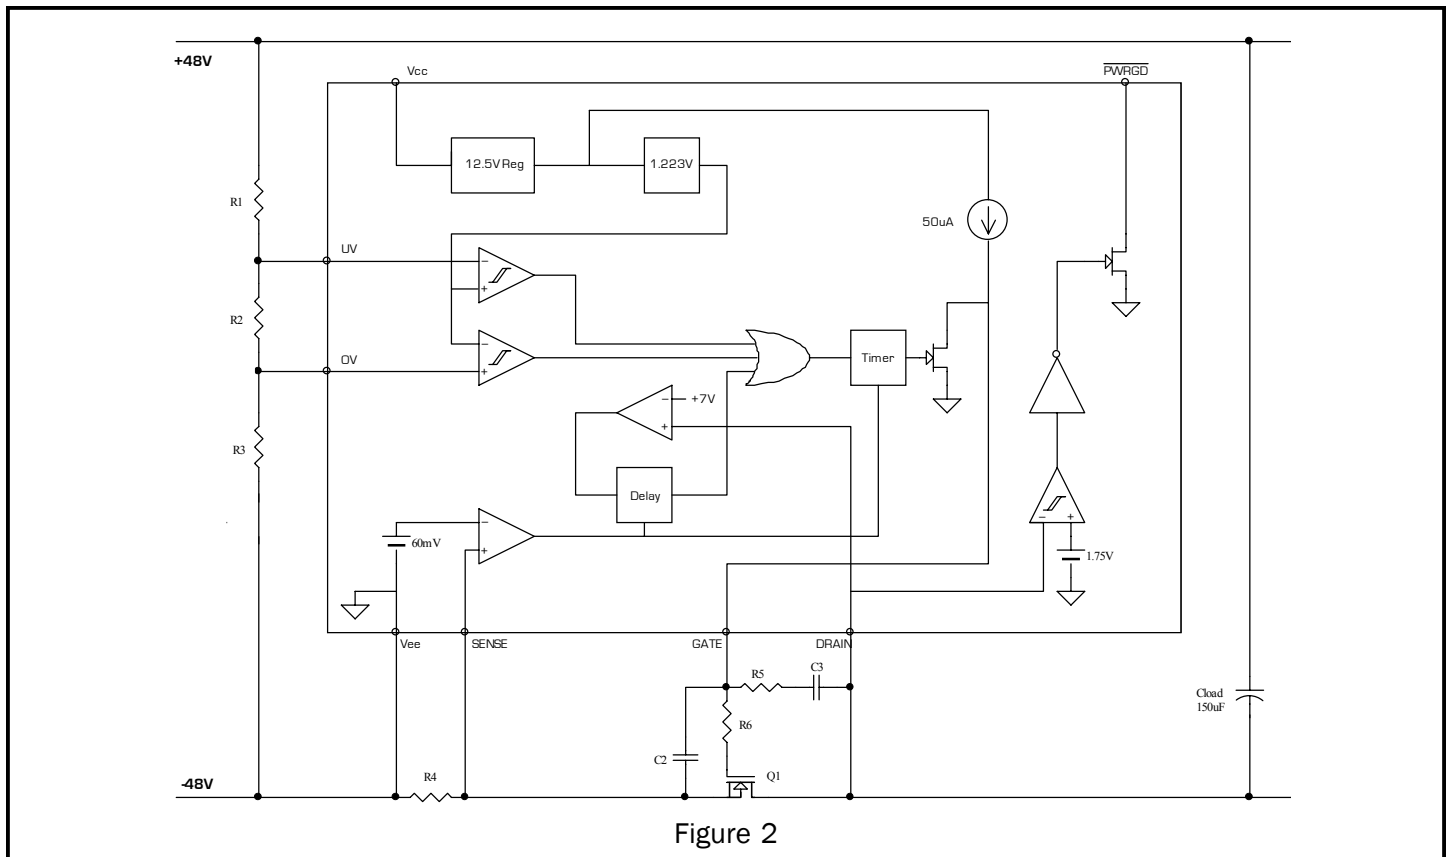 +48V
Vcc
PWRGD
12.5V Reg
1.223V
R1
50uA
UV
−
+
R2
OV
−
+
Timer
− +7V
+
R3
Delay
−
+
60mV
− +
1.75V
Vee
SENSE
GATE
DRAIN
R5
C3
R6
Cload
150uF
C2
R4
Q1
-48V
Figure 2